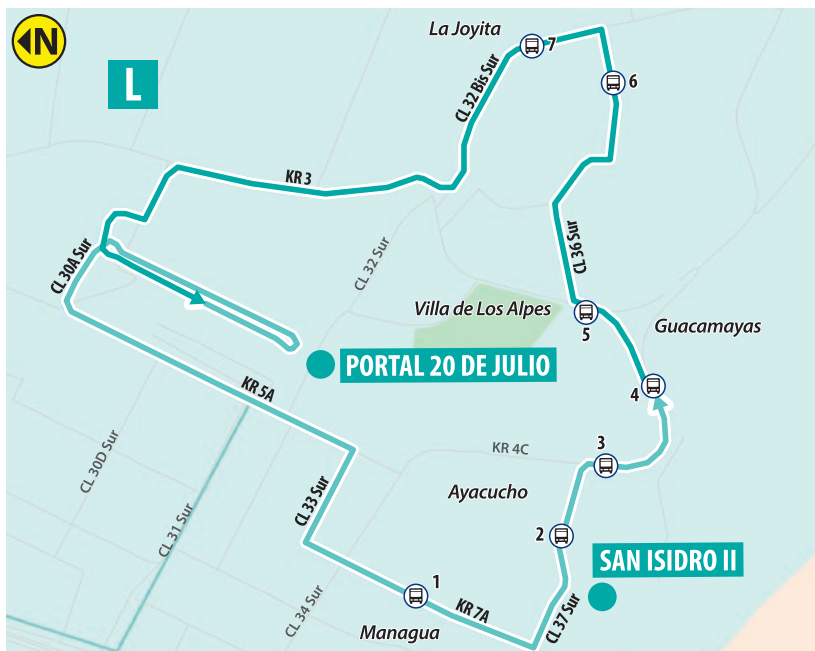 N
La Joyita
7
L
CL 32 Bis Sur
6
KR 3
CL 30A Sur
CL 32 Sur
CL 36 Sur
Villa de Los Alpes
5
Guacamayas
PORTAL 20 DE JULIO
KR 5A
4
KR 4C
3
CL 30D Sur
CL 33 Sur
Ayacucho
CL 31 Sur
2
SAN ISIDRO II
1
CL 34 Sur
KR 7A
CL 37 Sur
Managua